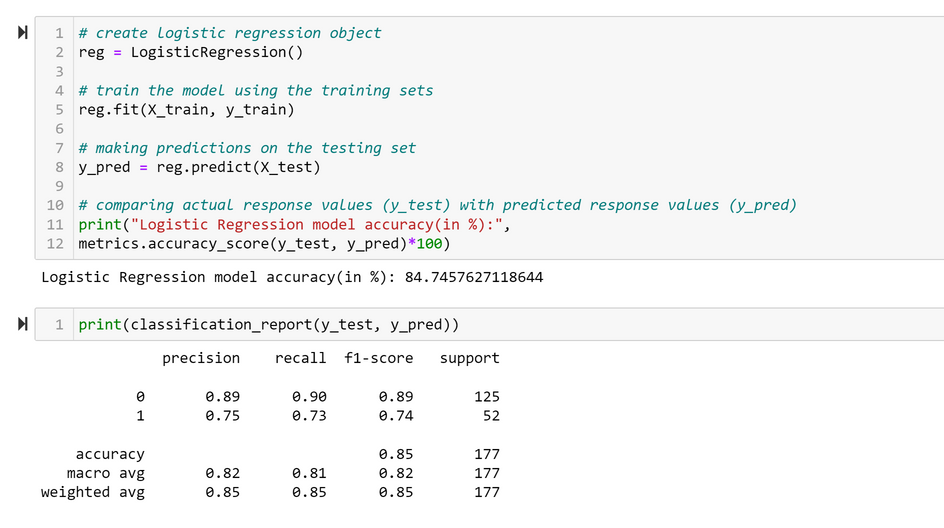 1 # create logistic regression object
2 reg = LogisticRegression()
3
4 # train the model using the training sets
5 reg.fit(X_train, y_train)
6
7 # making predictions on the testing set
8 y_pred = reg.predict(X_test)
9
10 # comparing actual response values (y_test) with predicted response values (y_pred)
11 print("Logistic Regression model accuracy(in %):",
12 metrics.accuracy_score(y_test, y_pred)*100)
Logistic Regression model accuracy(in %): 84.7457627118644
1 print(classification_report(y_test, y_pred))
precision recall f1-score support
0 0.89 0.90 0.89 125
1 0.75 0.73 0.74 52
accuracy 0.85 177
macro avg 0.82 0.81 0.82 177
weighted avg 0.85 0.85 0.85 177